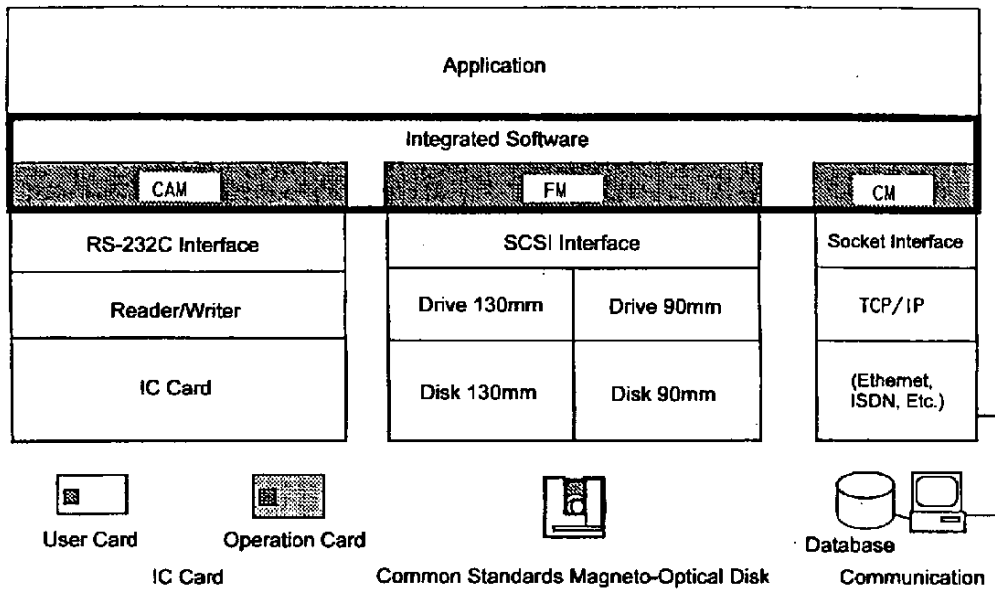 Application
Integrated Software
CAM
FM
CM
RS-232C Interface
SCSI Interface
Socket Interface
Reader/Writer
Drive 130mm
Drive 90mm
TCP/IP
IC Card
Disk 130mm
Disk 90mm
(Ethernet,
ISDN, Etc.)
User Card
Operation Card
Database
IC Card
Common Standards Magneto-Optical Disk
Communication